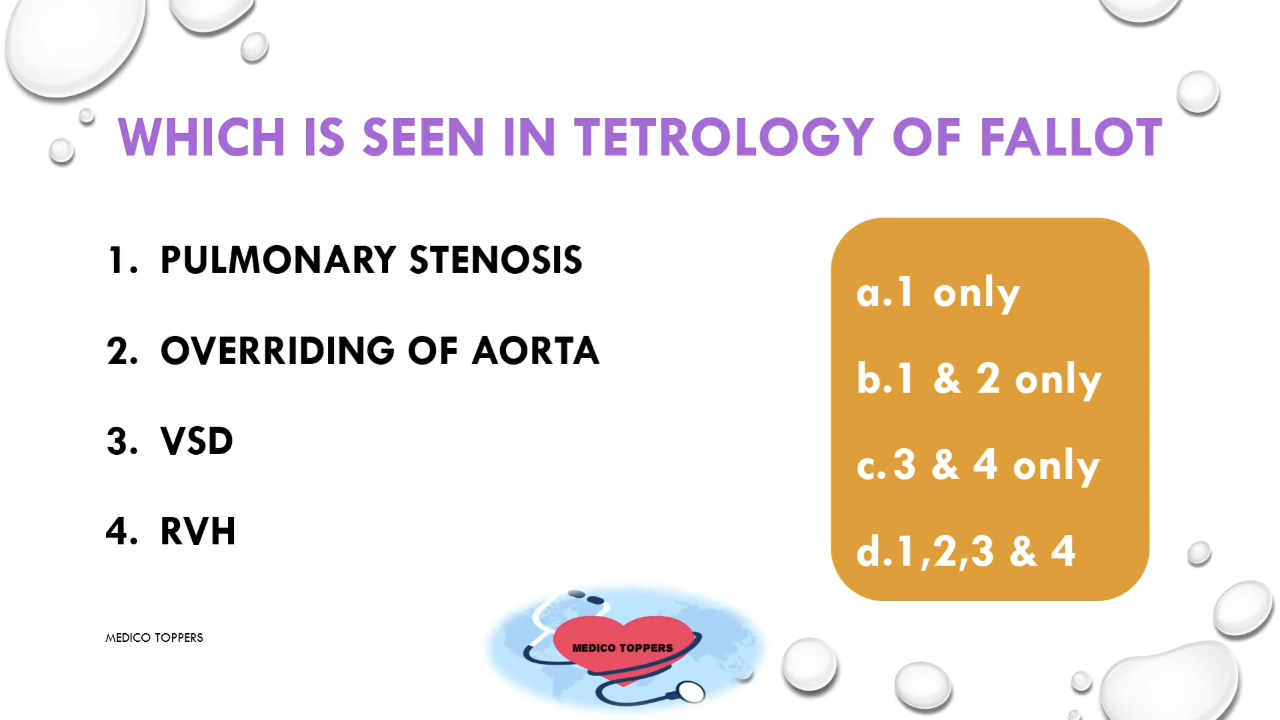 WHICH IS SEEN IN TETROLOGY OF FALLOT
1. PULMONARY STENOSIS
2. OVERRIDING OF AORTA
3. VSD
4. RVH
a.1 only
b.1 & 2 only
c.3 & 4 only
d.1,2,3 & 4
MEDICO TOPPERS
MEDICO TOPPERS